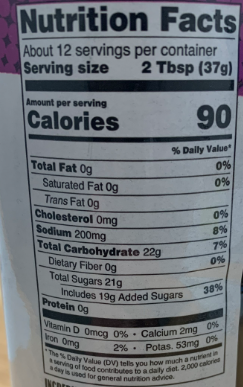 Nutrition Facts
About 12 servings per container
Serving size 2 Tbsp (37g)
Amount per serving
Calories 90
% Daily Value*
Total Fat 0g 0%
Saturated Fat 0g 0%
Trans Fat 0g
Cholesterol 0mg 0%
Sodium 200mg 8%
Total Carbohydrate 22g 7%
Dietary Fiber 0g 0%
Total Sugars 21g
Includes 19g Added Sugars 38%
Protein 0g
Vitamin D 0mcg 0% • Calcium 2mg 0%
Iron 0mg 2% • Potas. 53mg 0%
*The % Daily Value (DV) tells you how much a nutrient in
a serving of food contributes to a daily diet. 2,000 calories
a day is used for general nutrition advice.